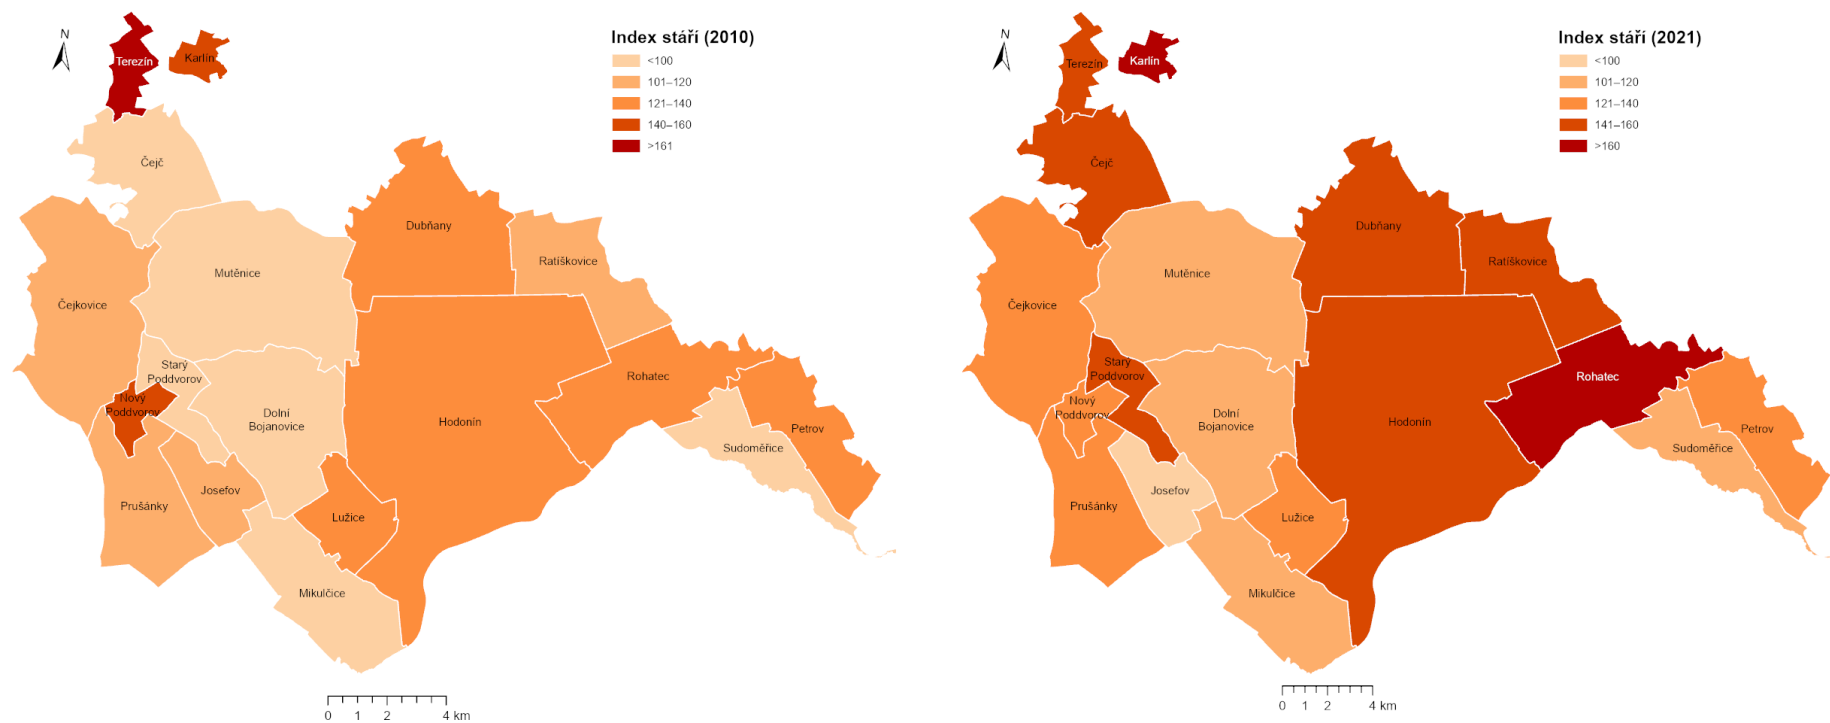 N
Terezín
Karlín
Index stáří (2010)
<100
101–120
121–140
140–160
>161
Čejč
Dubňany
Ratíškovice
Mutěnice
Čejkovice
Starý
Poddvorov
Rohatec
Nový
Poddvorov
Dolní
Bojanovice
Hodonín
Petrov
Sudoměřice
Josefov
Prušánky
Lužice
Mikulčice
0 1 2 4 km
N
Terezín
Karlín
Index stáří (2021)
<100
101–120
121–140
141–160
>160
Čejč
Dubňany
Ratíškovice
Mutěnice
Čejkovice
Starý
Poddvorov
Rohatec
Nový
Poddvorov
Dolní
Bojanovice
Hodonín
Petrov
Sudoměřice
Josefov
Prušánky
Lužice
Mikulčice
0 1 2 4 km